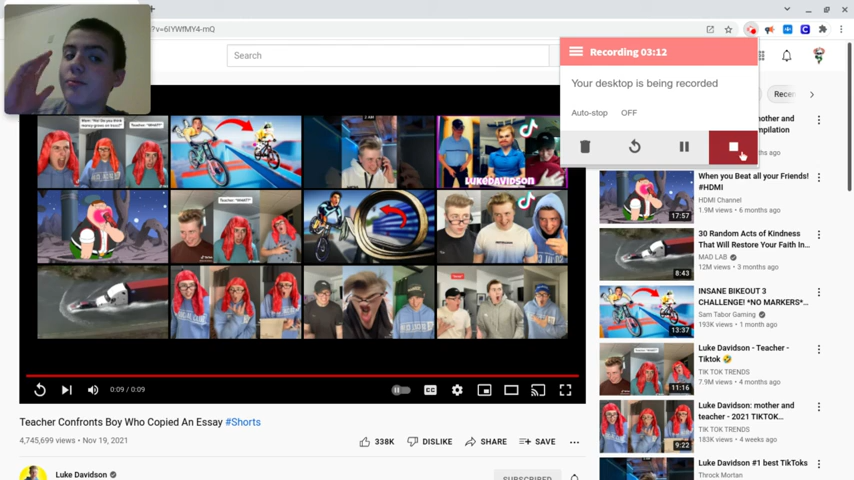 ?v=6IYWfMY4-mQ
Search
Recording 03:12
Your desktop is being recorded
Auto-stop OFF
Recen
LUKEDAVIDSON
Teacher: "WHAT?"
0:09 / 0:09
CC
Teacher Confronts Boy Who Copied An Essay #Shorts
4,745,699 views • Nov 19, 2021
338K
DISLIKE
SHARE
SAVE
Luke Davidson
SUBSCRIBED
mother and
mpilation
hs ago
When you Beat all your Friends!
#HDMI
HDMI Channel
1.9M views • 6 months ago
17:57
30 Random Acts of Kindness
That Will Restore Your Faith In...
MAD LAB
12M views • 3 months ago
8:43
INSANE BIKEOUT 3
CHALLENGE! *NO MARKERS*...
Sam Tabor Gaming
193K views • 1 month ago
13:37
Luke Davidson - Teacher -
Tiktok 🤣
TIK TOK TRENDS
7.9M views • 4 months ago
11:16
Luke Davidson: mother and
teacher - 2021 TIKTOK...
TIK TOK TRENDS
183K views • 4 weeks ago
9:22
Luke Davidson #1 best TikToks
Throck Mortan